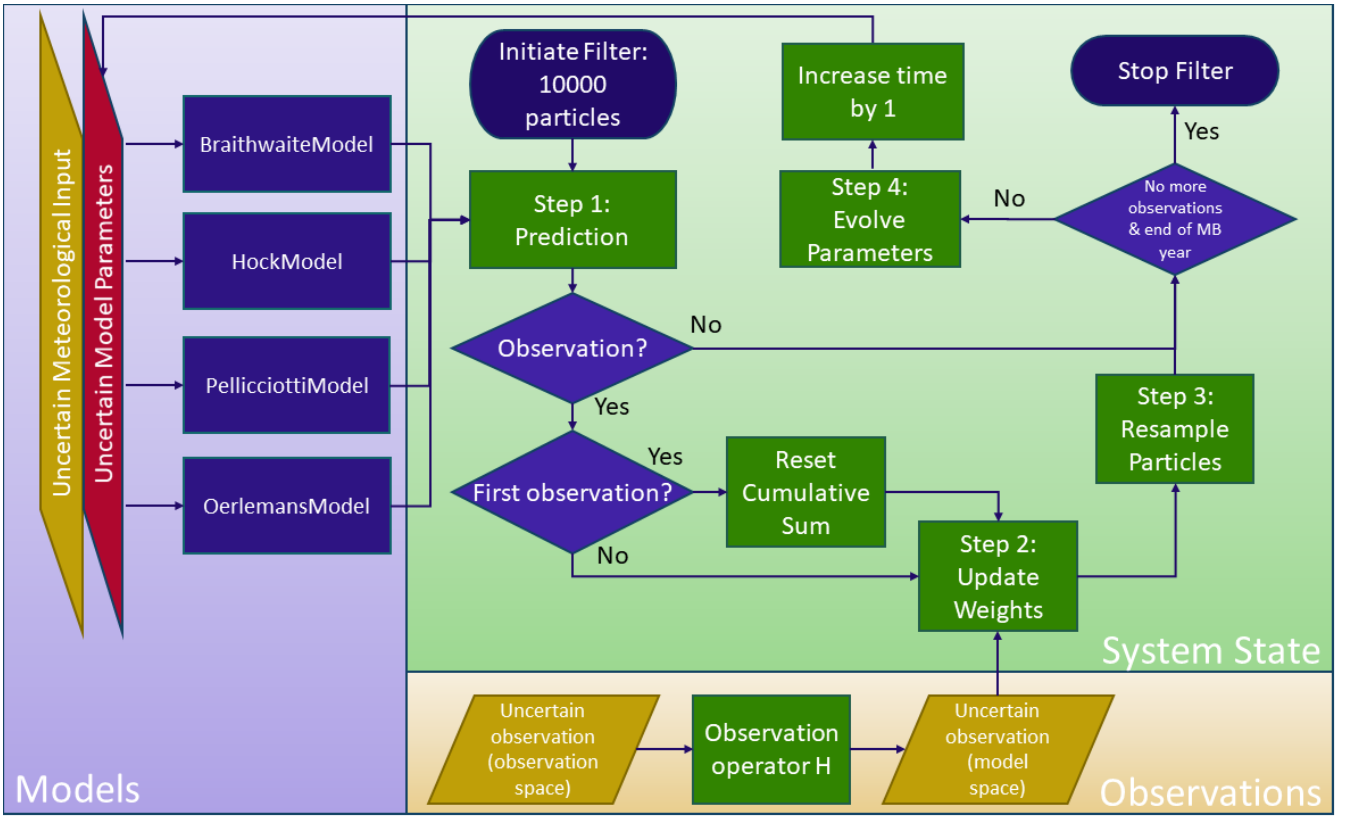 Uncertain Meteorological Input
Uncertain Model Parameters
BraithwaiteModel
HockModel
PellicciottiModel
OerlemansModel
Models
Initiate Filter:
10000
particles
Step 1:
Prediction
Observation?
No
Yes
First observation?
Yes
No
Reset
Cumulative
Sum
Step 2:
Update
Weights
Step 3:
Resample
Particles
No more
observations
& end of MB
year
Yes
No
Stop Filter
Step 4:
Evolve
Parameters
Increase time
by 1
System State
Uncertain
observation
(observation
space)
Observation
operator H
Uncertain
observation
(model
space)
Observations